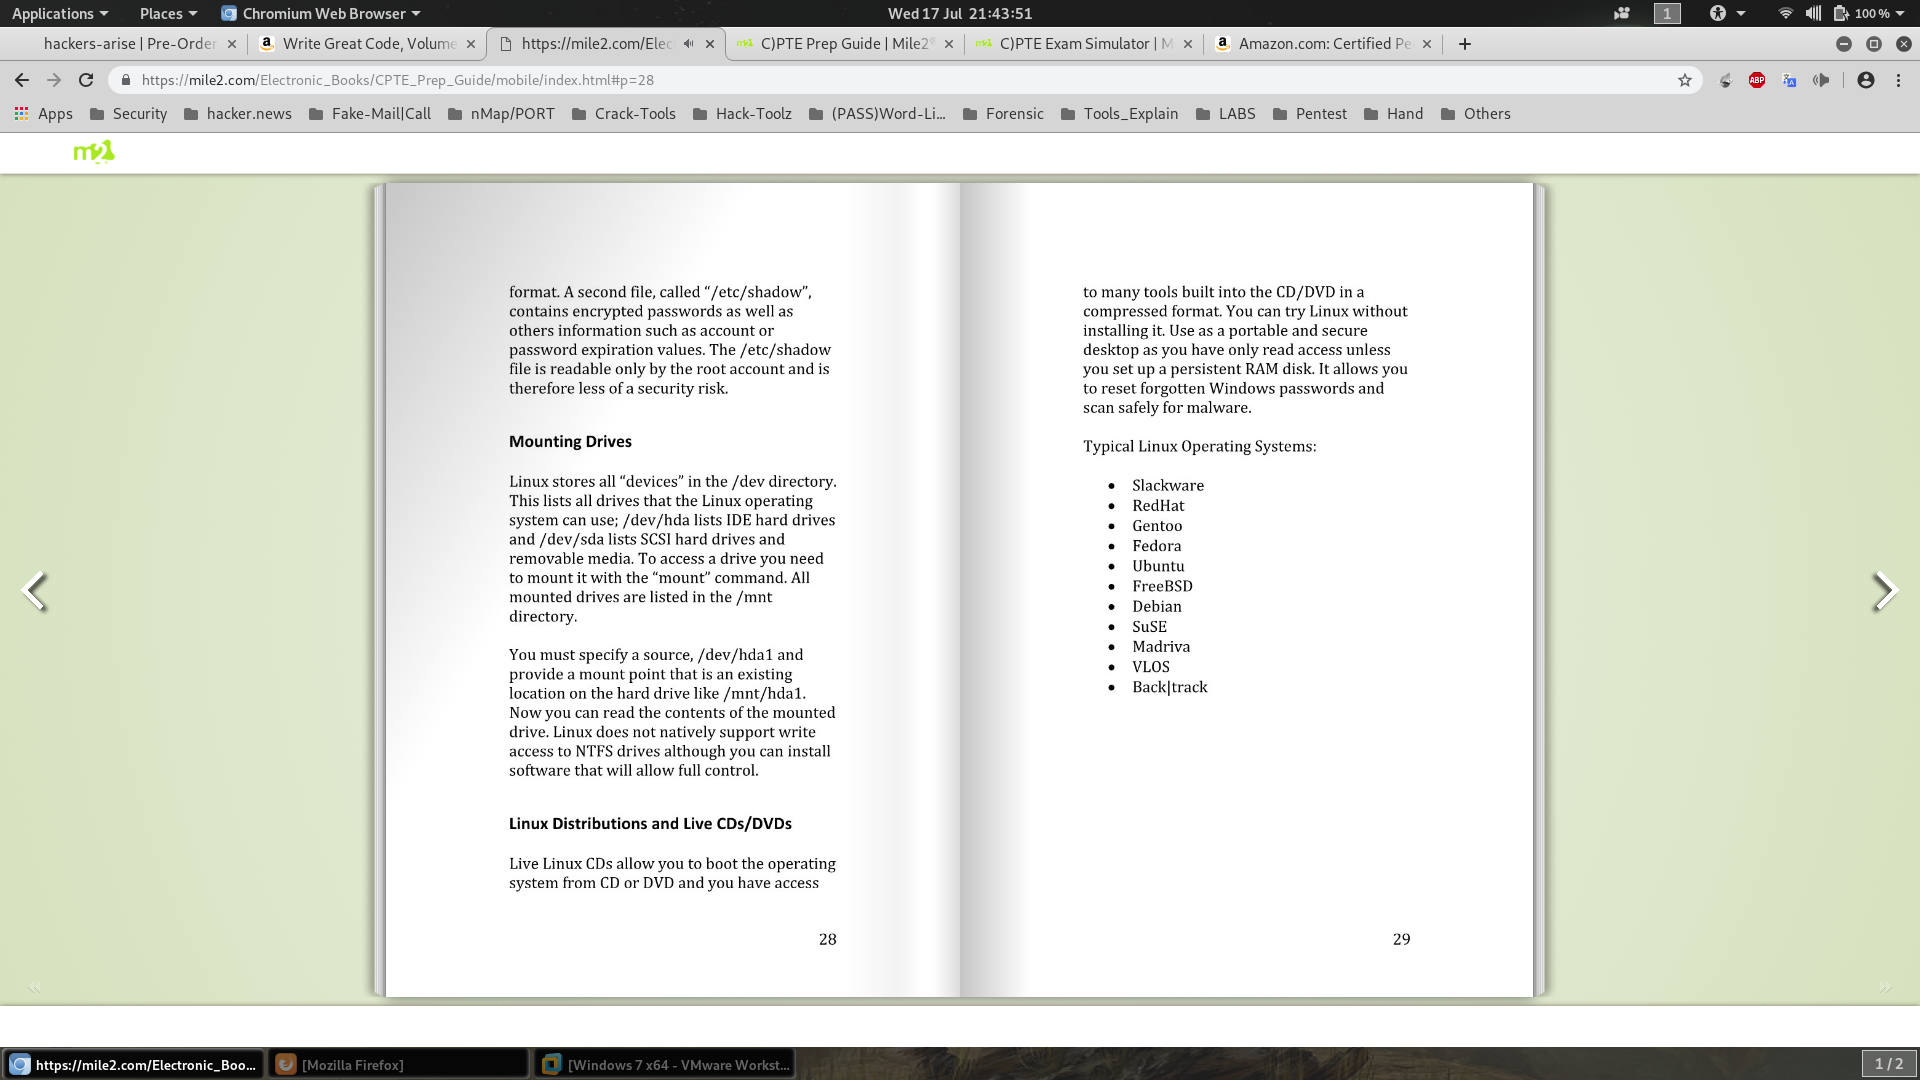 Applications
Places
Chromium Web Browser
Wed 17 Jul 21:43:51
1
100 %
hackers-arise | Pre-Order
Write Great Code, Volume
https://mile2.com/Elec
C)PTE Prep Guide | Mile2®
C)PTE Exam Simulator | M
Amazon.com: Certified Pe
https://mile2.com/Electronic_Books/CPTE_Prep_Guide/mobile/index.html#p=28
ABP
Apps
Security
hacker.news
Fake-Mail|Call
nMap/PORT
Crack-Tools
Hack-Toolz
(PASS)Word-Li...
Forensic
Tools_Explain
LABS
Pentest
Hand
Others
m2
format. A second file, called “/etc/shadow”,
contains encrypted passwords as well as
others information such as account or
password expiration values. The /etc/shadow
file is readable only by the root account and is
therefore less of a security risk.
Mounting Drives
Linux stores all “devices” in the /dev directory.
This lists all drives that the Linux operating
system can use; /dev/hda lists IDE hard drives
and /dev/sda lists SCSI hard drives and
removable media. To access a drive you need
to mount it with the “mount” command. All
mounted drives are listed in the /mnt
directory.
You must specify a source, /dev/hda1 and
provide a mount point that is an existing
location on the hard drive like /mnt/hda1.
Now you can read the contents of the mounted
drive. Linux does not natively support write
access to NTFS drives although you can install
software that will allow full control.
Linux Distributions and Live CDs/DVDs
Live Linux CDs allow you to boot the operating
system from CD or DVD and you have access
28
to many tools built into the CD/DVD in a
compressed format. You can try Linux without
installing it. Use as a portable and secure
desktop as you have only read access unless
you set up a persistent RAM disk. It allows you
to reset forgotten Windows passwords and
scan safely for malware.
Typical Linux Operating Systems:
• Slackware
• RedHat
• Gentoo
• Fedora
• Ubuntu
• FreeBSD
• Debian
• SuSE
• Madriva
• VLOS
• Back|track
29
https://mile2.com/Electronic_Boo...
[Mozilla Firefox]
[Windows 7 x64 - VMware Workst...
1 / 2